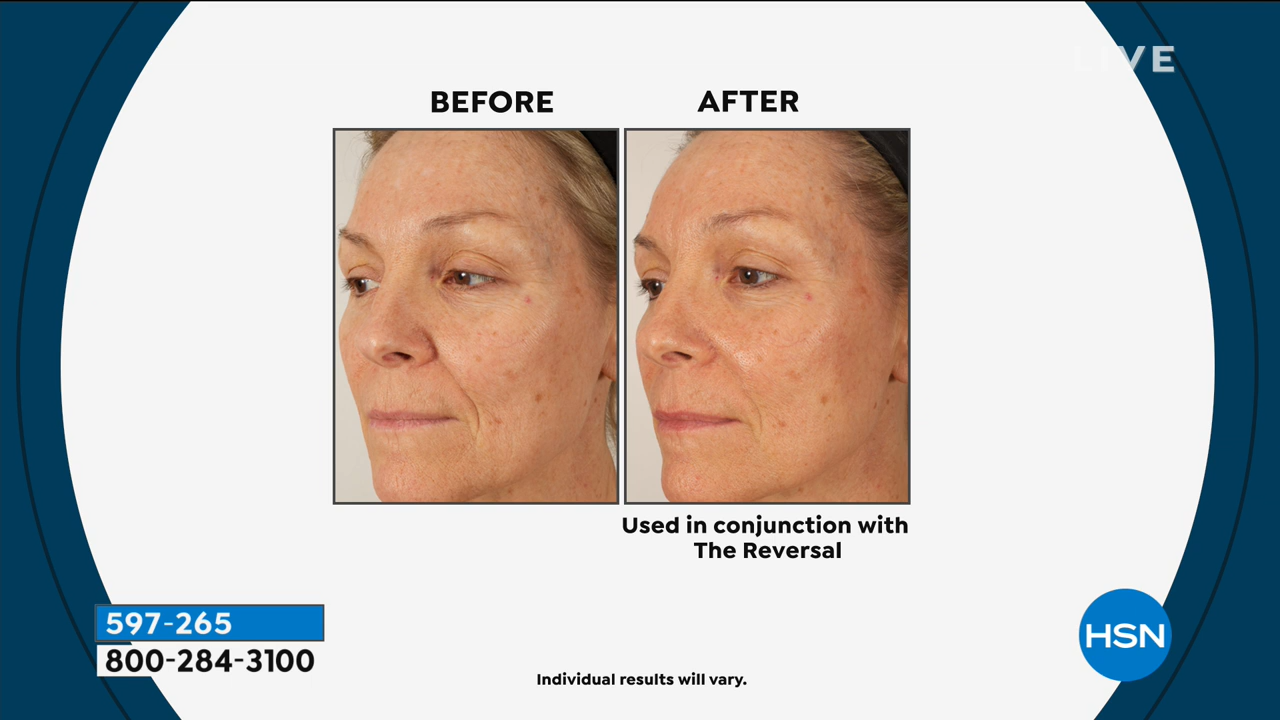 LIVE
BEFORE
AFTER
Used in conjunction with
The Reversal
597-265
800-284-3100
HSN
Individual results will vary.